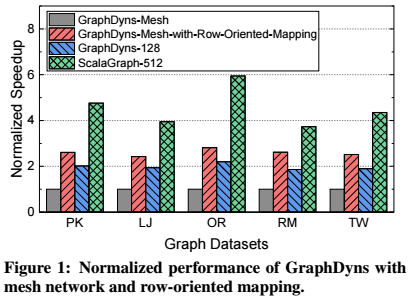 GraphDyns-Mesh
GraphDyns-Mesh-with-Row-Oriented-Mapping
GraphDyns-128
ScalaGraph-512
Normalized Speedup
8
6
4
2
0
PK LJ OR RM TW
Graph Datasets
Figure 1: Normalized performance of GraphDyns with
mesh network and row-oriented mapping.